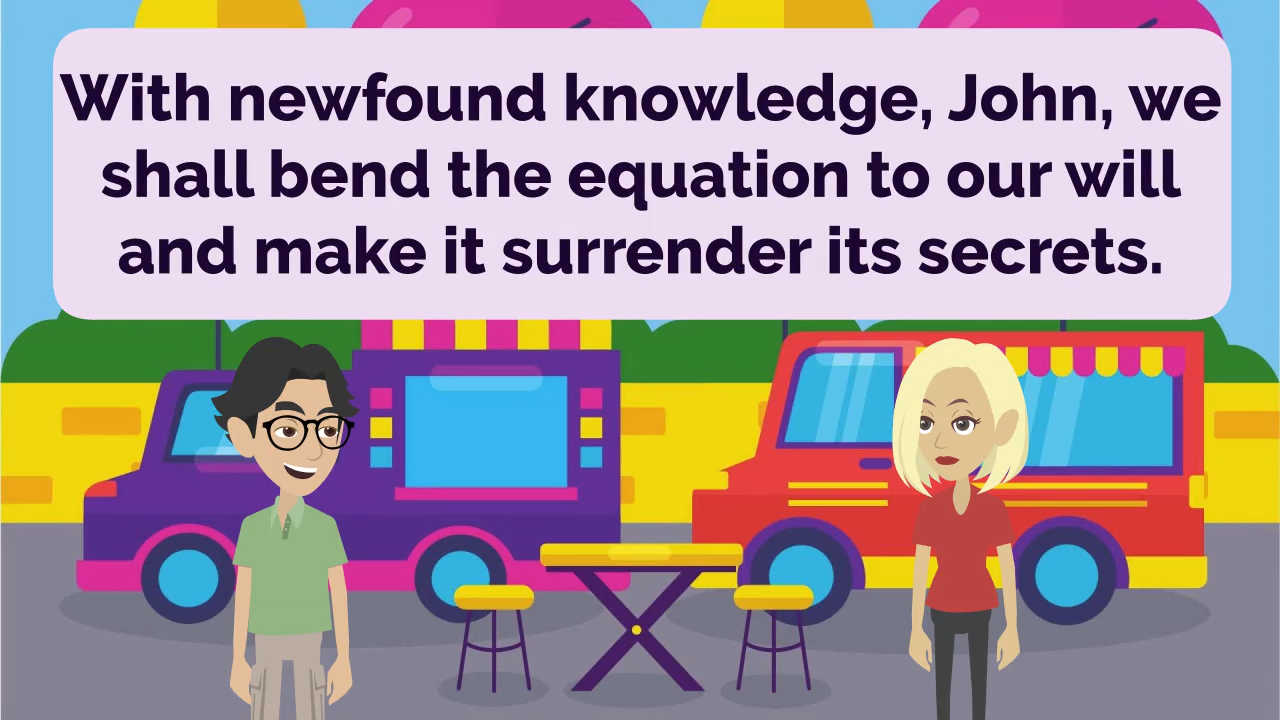 With newfound knowledge, John, we
shall bend the equation to our will
and make it surrender its secrets.